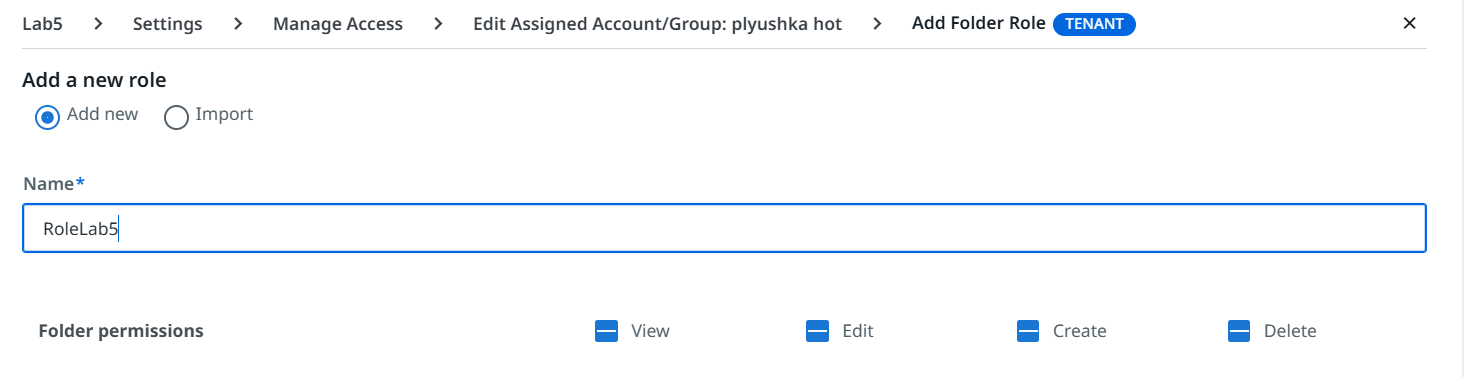 Lab5 > Settings > Manage Access > Edit Assigned Account/Group: plyushka hot > Add Folder Role TENANT ×
Add a new role
Add new Import
Name*
RoleLab5
Folder permissions View Edit Create Delete